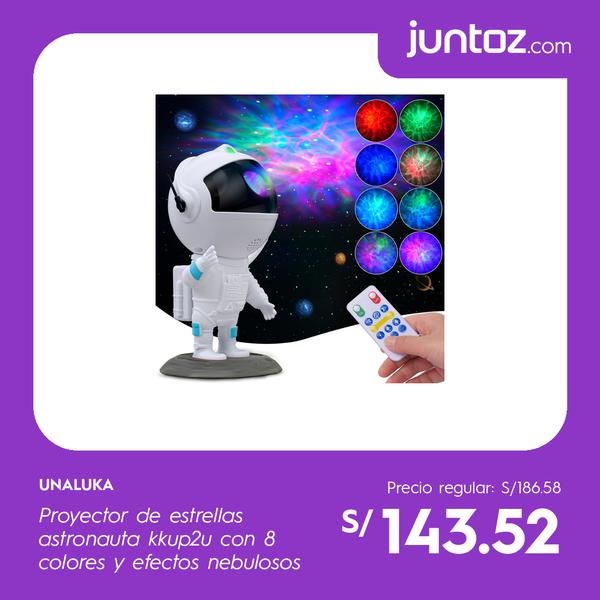 juntoz.com
UNALUKA
Proyector de estrellas
astronauta kkup2u con 8
colores y efectos nebulosos
Precio regular: S/186.58
S/143.52